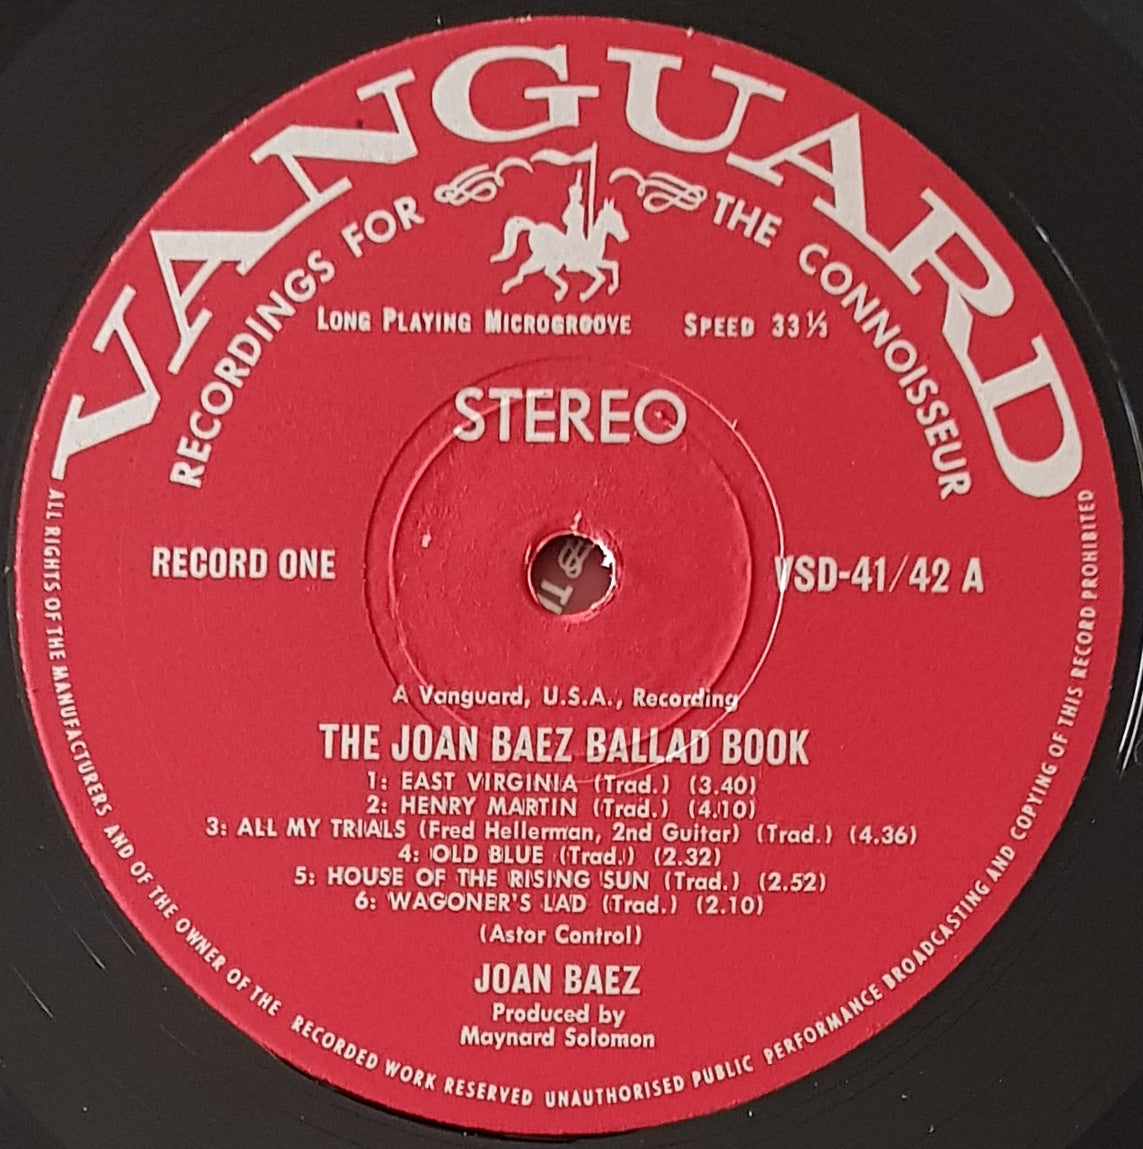 VANGUARD
RECORDINGS FOR THE CONNOISSEUR
LONG PLAYING MICROGROOVE SPEED 33⅓
STEREO
RECORD ONE VSD-41/42 A
A Vanguard, U.S.A., Recording
THE JOAN BAEZ BALLAD BOOK
1: EAST VIRGINIA (Trad.) (3.40)
2: HENRY MARTIN (Trad.) (4.10)
3: ALL MY TRIALS (Fred Hellerman, 2nd Guitar) (Trad.) (4.36)
4: OLD BLUE (Trad.) (2.32)
5: HOUSE OF THE RISING SUN (Trad.) (2.52)
6: WAGONER'S LAD (Trad.) (2.10)
(Astor Control)
JOAN BAEZ
Produced by
Maynard Solomon
ALL RIGHTS OF THE MANUFACTURERS AND OF THE OWNER OF THE RECORDED WORK RESERVED UNAUTHORISED PUBLIC PERFORMANCE BROADCASTING AND COPYING OF THIS RECORD PROHIBITED